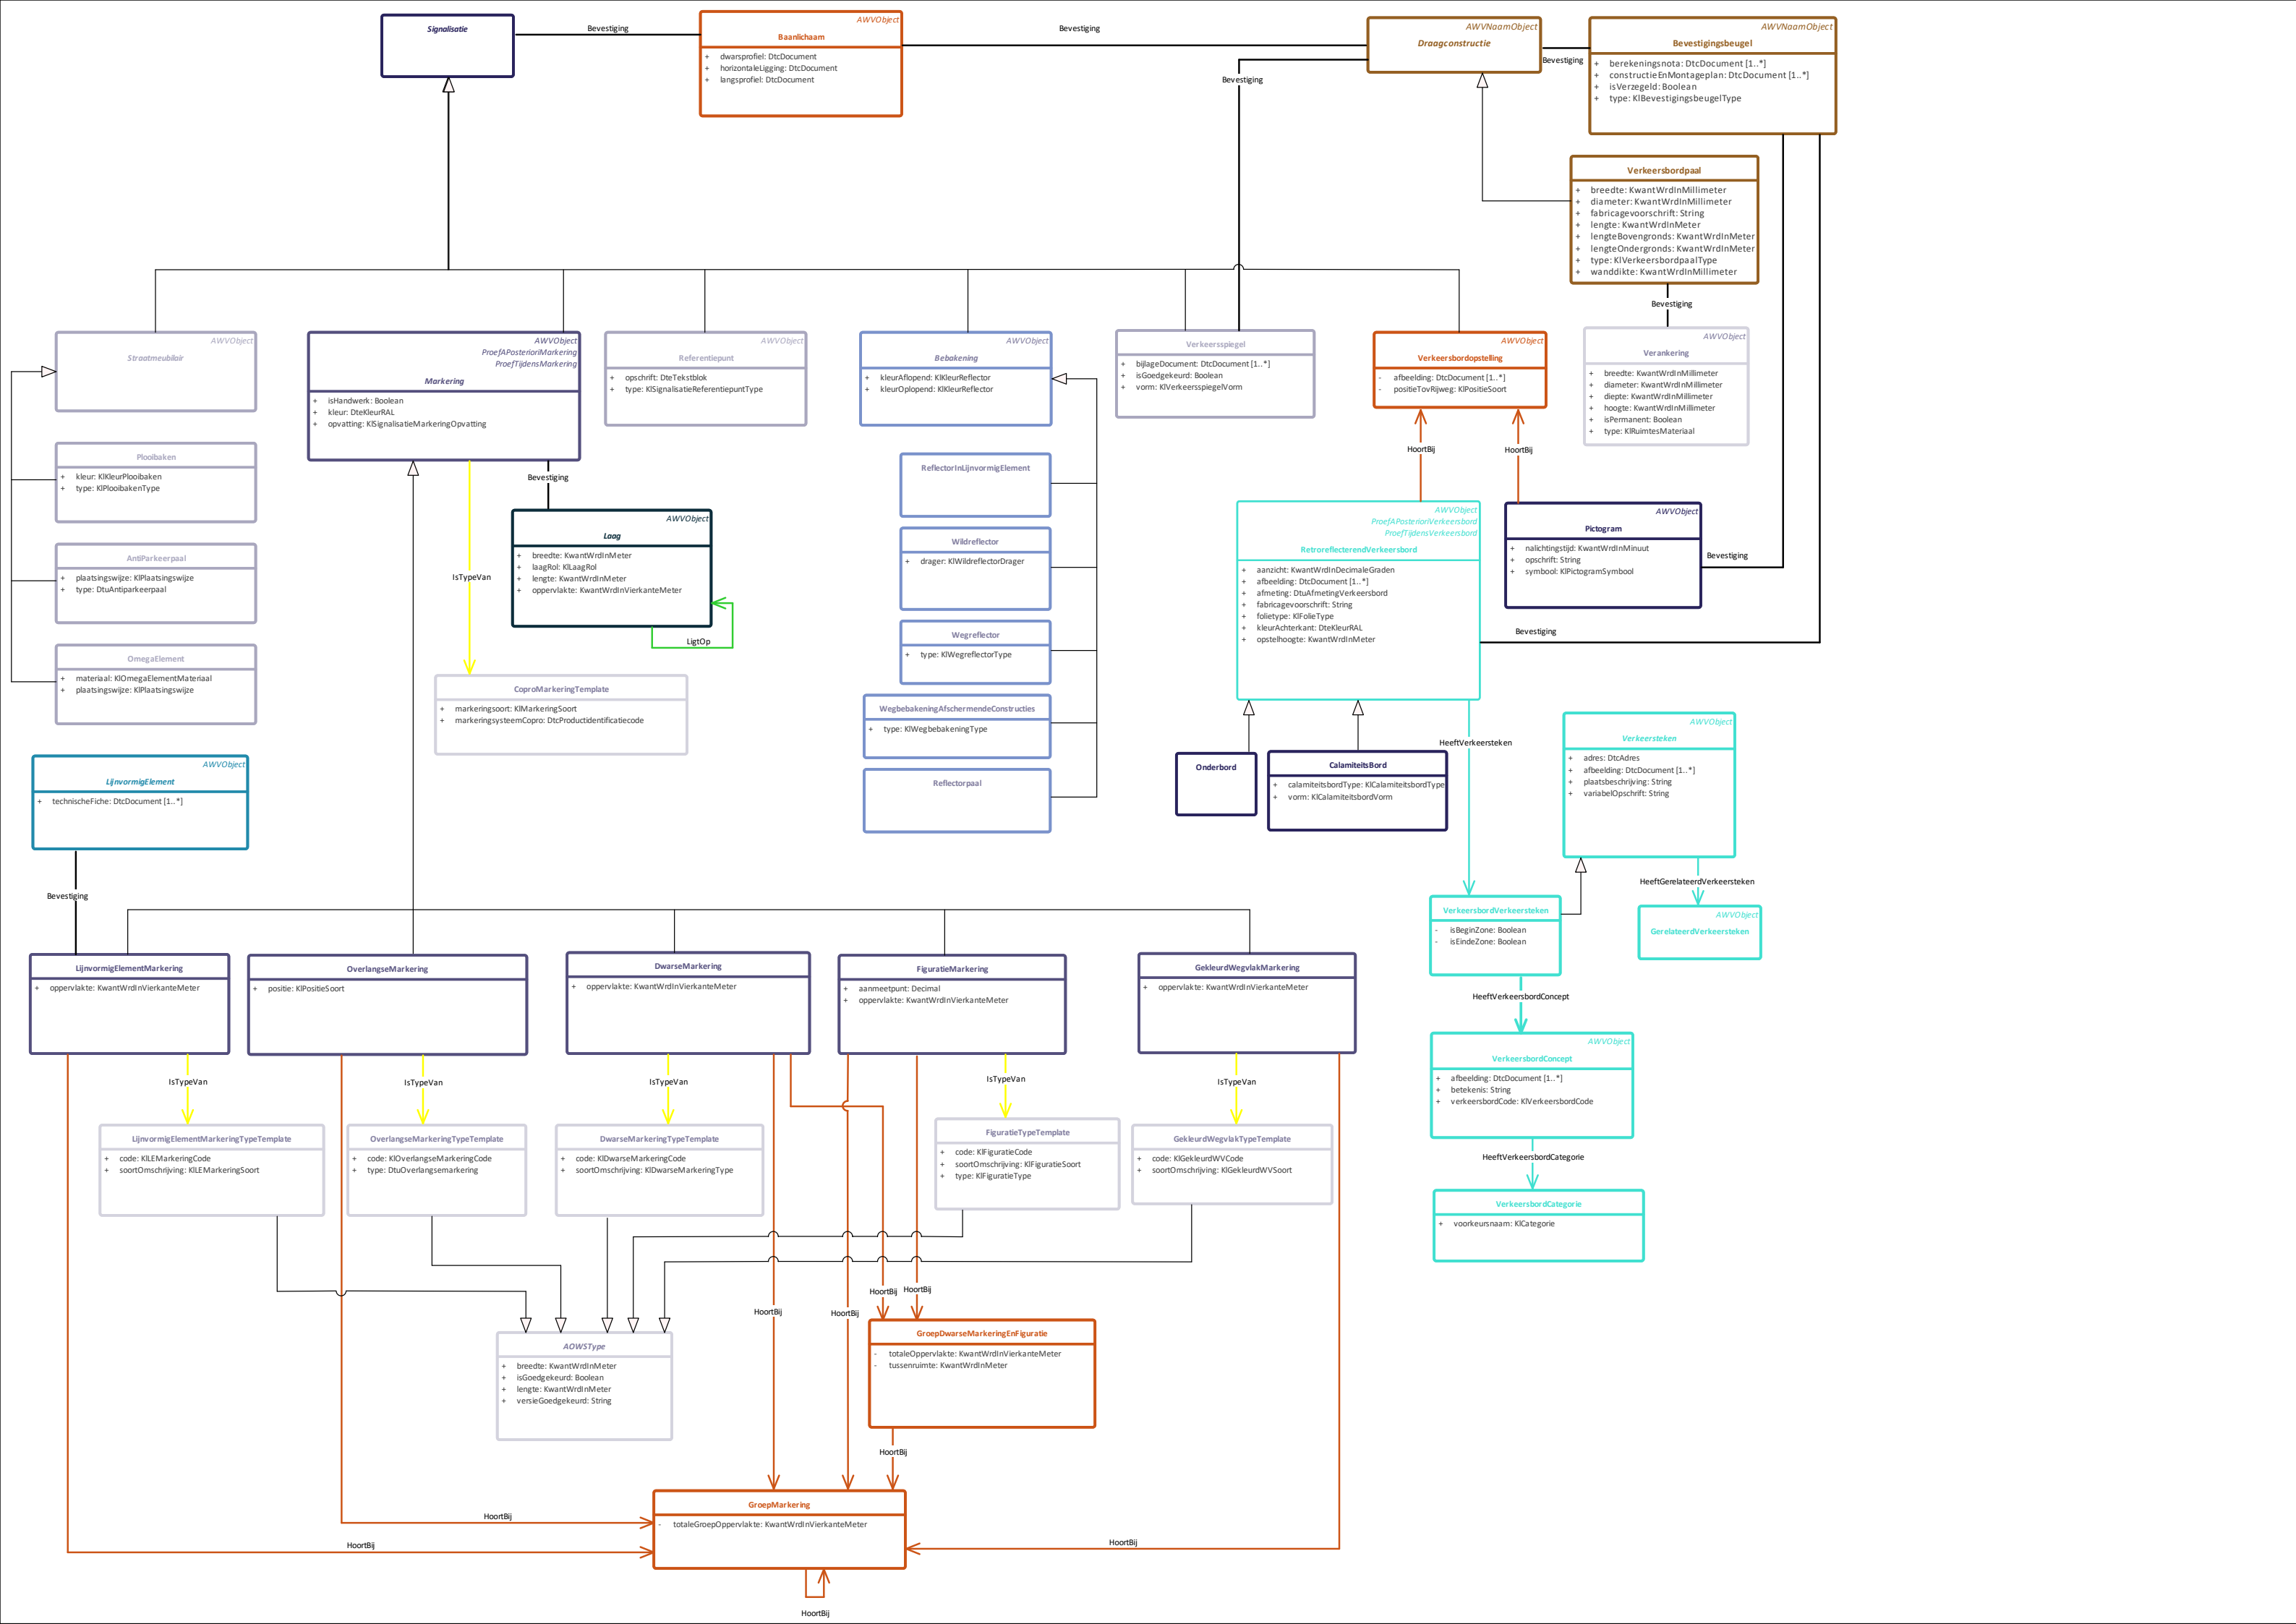 Signalisatie
Bevestiging
AWVObject
Baanlichaam
+ dwarsprofiel: DtcDocument
+ horizontaleLigging: DtcDocument
+ langsprofiel: DtcDocument
Bevestiging
AWVNaamObject
Draagconstructie
Bevestiging
AWVNaamObject
Bevestigingsbeugel
+ berekeningsnota: DtcDocument [1..*]
+ constructieEnMontageplan: DtcDocument [1..*]
+ isVerzegeld: Boolean
+ type: KlBevestigingsbeugelType
Bevestiging
Verkeersbordpaal
+ breedte: KwantWrdInMillimeter
+ diameter: KwantWrdInMillimeter
+ fabricagevoorschrift: String
+ lengte: KwantWrdInMeter
+ lengteBovengronds: KwantWrdInMeter
+ lengteOndergronds: KwantWrdInMeter
+ type: KlVerkeersbordpaalType
+ wanddikte: KwantWrdInMillimeter
Bevestiging
AWVObject
Straatmeubilair
AWVObject
ProefAPosterioriMarkering
ProefTijdensMarkering
Markering
+ isHandwerk: Boolean
+ kleur: DteKleurRAL
+ opvatting: KlSignalisatieMarkeringOpvatting
AWVObject
Referentiepunt
+ opschrift: DteTekstblok
+ type: KlSignalisatieReferentiepuntType
AWVObject
Bebakening
+ kleurAflopend: KlKleurReflector
+ kleurOplopend: KlKleurReflector
Verkeersspiegel
+ bijlageDocument: DtcDocument [1..*]
+ isGoedgekeurd: Boolean
+ vorm: KlVerkeersspiegelVorm
AWVObject
Verkeersbordopstelling
- afbeelding: DtcDocument [1..*]
- positieTovRijweg: KlPositieSoort
AWVObject
Verankering
+ breedte: KwantWrdInMillimeter
+ diameter: KwantWrdInMillimeter
+ diepte: KwantWrdInMillimeter
+ hoogte: KwantWrdInMillimeter
+ isPermanent: Boolean
+ type: KlRuimtesMateriaal
Plooibaken
+ kleur: KlKleurPlooibaken
+ type: KlPlooibakenType
AntiParkeerpaal
+ plaatsingswijze: KlPlaatsingswijze
+ type: DtuAntiparkeerpaal
OmegaElement
+ materiaal: KlOmegaElementMateriaal
+ plaatsingswijze: KlPlaatsingswijze
Bevestiging
AWVObject
Laag
+ breedte: KwantWrdInMeter
+ laagRol: KlLaagRol
+ lengte: KwantWrdInMeter
+ oppervlakte: KwantWrdInVierkanteMeter
IsTypeVan
LigtOp
CoproMarkeringTemplate
+ markeringsoort: KlMarkeringSoort
+ markeringsysteemCopro: DtcProductidentificatiecode
ReflectorInLijnvormigElement
Wildreflector
+ drager: KlWildreflectorDrager
Wegreflector
+ type: KlWegreflectorType
WegbebakeningAfschermendeConstructies
+ type: KlWegbebakeningType
Reflectorpaal
HoortBij
HoortBij
AWVObject
ProefAPosterioriVerkeersbord
ProefTijdensVerkeersbord
RetroreflecterendVerkeersbord
+ aanzicht: KwantWrdInDecimaleGraden
+ afbeelding: DtcDocument [1..*]
+ afmeting: DtuAfmetingVerkeersbord
+ fabricagevoorschrift: String
+ folietype: KlFolieType
+ kleurAchterkant: DteKleurRAL
+ opstelhoogte: KwantWrdInMeter
AWVObject
Pictogram
+ nalichtingstijd: KwantWrdInMinuut
+ opschrift: String
+ symbool: KlPictogramSymbool
Bevestiging
Bevestiging
Onderbord
CalamiteitsBord
+ calamiteitsbordType: KlCalamiteitsbordType
+ vorm: KlCalamiteitsbordVorm
HeeftVerkeersteken
AWVObject
Verkeersteken
+ adres: DtcAdres
+ afbeelding: DtcDocument [1..*]
+ plaatsbeschrijving: String
+ variabelOpschrift: String
HeeftGerelateerdVerkeersteken
AWVObject
GerelateerdVerkeersteken
VerkeersbordVerkeersteken
- isBeginZone: Boolean
- isEindeZone: Boolean
HeeftVerkeersbordConcept
AWVObject
VerkeersbordConcept
+ afbeelding: DtcDocument [1..*]
+ betekenis: String
+ verkeersbordCode: KlVerkeersbordCode
HeeftVerkeersbordCategorie
VerkeersbordCategorie
+ voorkeursnaam: KlCategorie
AWVObject
LijnvormigElement
+ technischeFiche: DtcDocument [1..*]
Bevestiging
LijnvormigElementMarkering
+ oppervlakte: KwantWrdInVierkanteMeter
OverlangseMarkering
+ positie: KlPositieSoort
DwarseMarkering
+ oppervlakte: KwantWrdInVierkanteMeter
FiguratieMarkering
+ aanmeetpunt: Decimal
+ oppervlakte: KwantWrdInVierkanteMeter
GekleurdWegvlakMarkering
+ oppervlakte: KwantWrdInVierkanteMeter
IsTypeVan
IsTypeVan
IsTypeVan
IsTypeVan
IsTypeVan
LijnvormigElementMarkeringTypeTemplate
+ code: KlLEMarkeringCode
+ soortOmschrijving: KlLEMarkeringSoort
OverlangseMarkeringTypeTemplate
+ code: KlOverlangseMarkeringCode
+ type: DtuOverlangsemarkering
DwarseMarkeringTypeTemplate
+ code: KlDwarseMarkeringCode
+ soortOmschrijving: KlDwarseMarkeringType
FiguratieTypeTemplate
+ code: KlFiguratieCode
+ soortOmschrijving: KlFiguratieSoort
+ type: KlFiguratieType
GekleurdWegvlakTypeTemplate
+ code: KlGekleurdWVCode
+ soortOmschrijving: KlGekleurdWVSoort
HoortBij
HoortBij
HoortBij
HoortBij
AOWSType
+ breedte: KwantWrdInMeter
+ isGoedgekeurd: Boolean
+ lengte: KwantWrdInMeter
+ versieGoedgekeurd: String
GroepDwarseMarkeringEnFiguratie
- totaleOppervlakte: KwantWrdInVierkanteMeter
- tussenruimte: KwantWrdInMeter
HoortBij
GroepMarkering
- totaleGroepOppervlakte: KwantWrdInVierkanteMeter
HoortBij
HoortBij
HoortBij
HoortBij